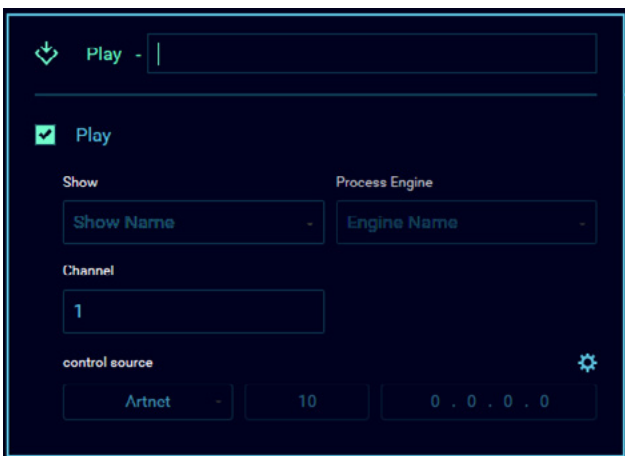 Play -
Play
Show Process Engine
Show Name Engine Name
Channel
1
control source
Artnet 10 0 . 0 . 0 . 0